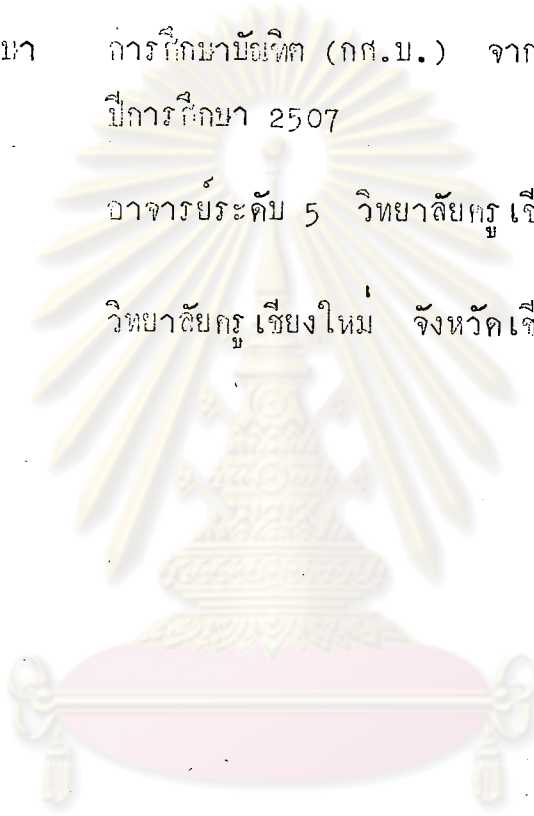 ษา การศึกษาบัณฑิต (กศ.บ.) จาก
ปีการศึกษา 2507
อาจารย์ระดับ 5 วิทยาลัยครูเชี
วิทยาลัยครูเชียงใหม่ จังหวัดเชี